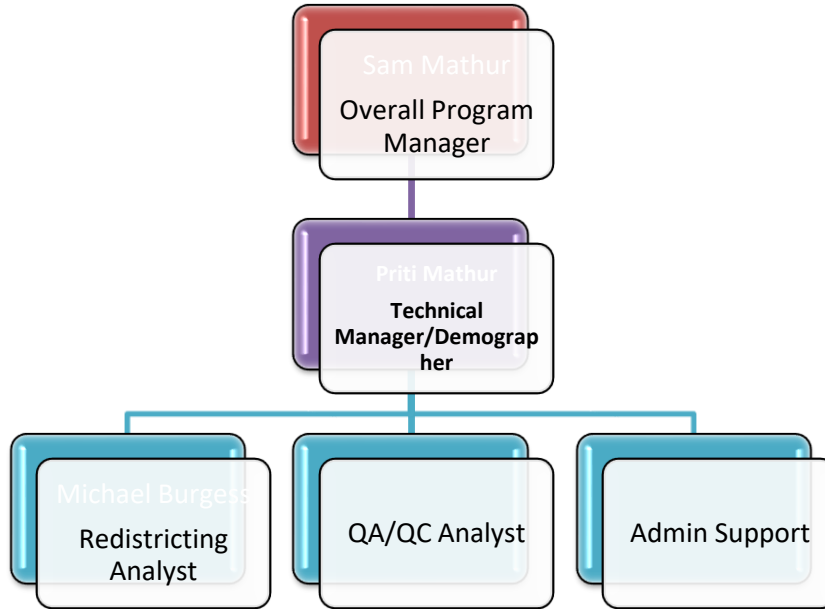 Sam Mathur
Overall Program
Manager
Priti Mathur
Technical
Manager/Demograp
her
Michael Burgess
Redistricting
Analyst
QA/QC Analyst
Admin Support